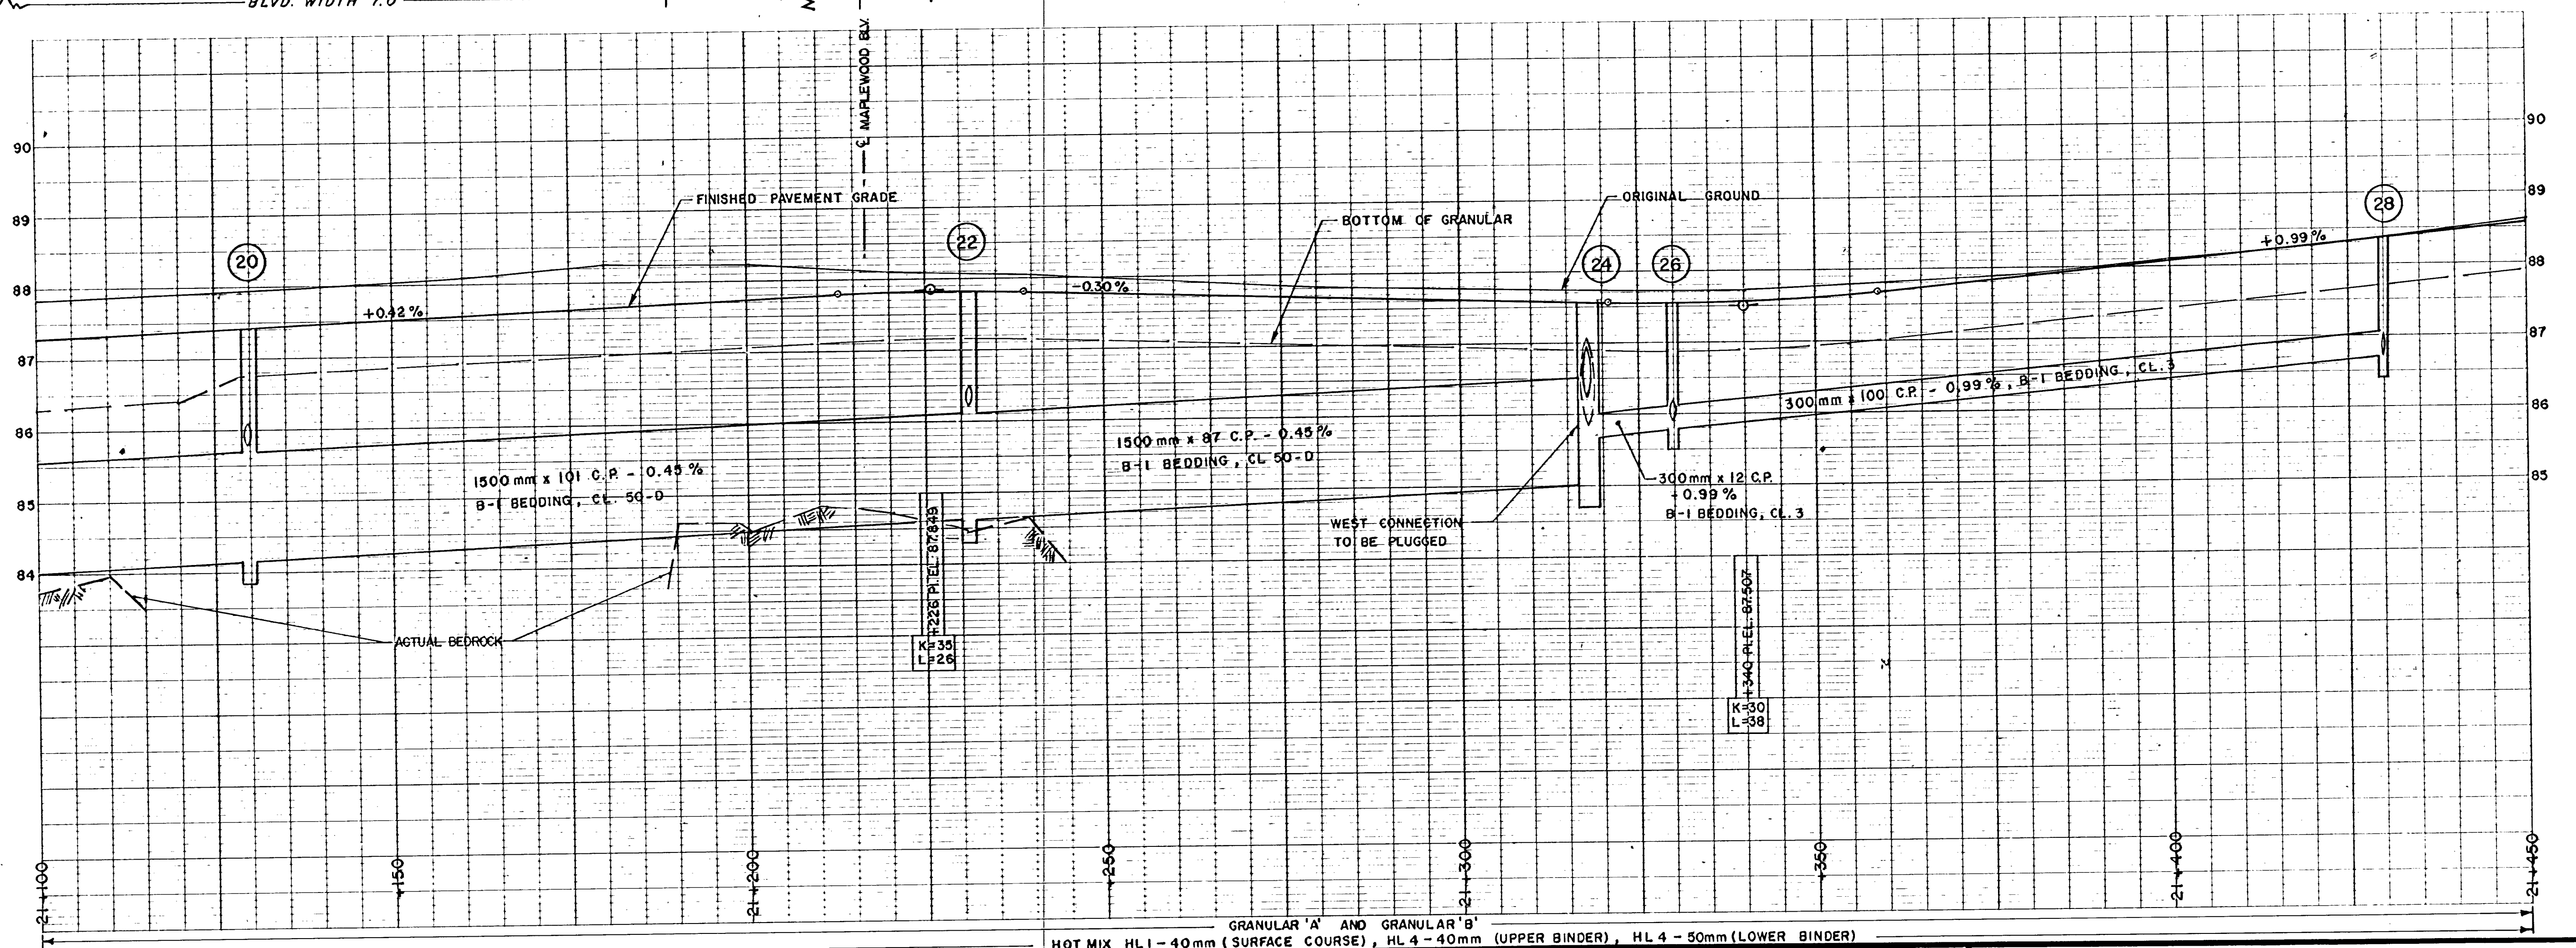 BLVD. WIDTH 7.0
N
℄ MAPLEWOOD BLV.
90
89
88
87
86
85
84
90
89
88
87
86
85
FINISHED PAVEMENT GRADE
BOTTOM OF GRANULAR
ORIGINAL GROUND
20
22
24
26
28
+0.42%
-0.30%
+0.99%
1500 mm x 101 C.P. - 0.45 %
B-1 BEDDING, CL. 50-D
1500 mm x 87 C.P. - 0.45 %
B-1 BEDDING, CL 50-D
300mm x 100 C.P. - 0.99%, B-1 BEDDING, CL. 3
300mm x 12 C.P.
+0.99 %
B-1 BEDDING, CL. 3
WEST CONNECTION
TO BE PLUGGED
ACTUAL BEDROCK
+226 P.I. EL. 87.849
K=35
L=26
+340 P.I. EL. 87.507
K=30
L=38
21+100
+150
21+200
+250
21+300
+350
21+400
21+450
GRANULAR 'A' AND GRANULAR 'B'
HOT MIX HL1-40mm (SURFACE COURSE), HL4-40mm (UPPER BINDER), HL4-50mm (LOWER BINDER)